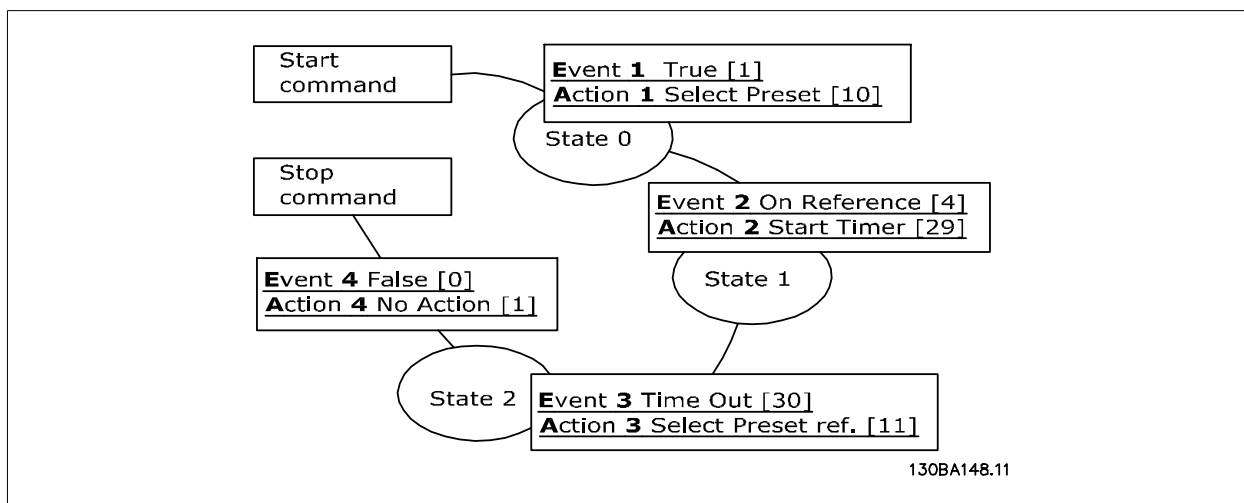 Start
command
Event 1 True [1]
Action 1 Select Preset [10]
State 0
Stop
command
Event 2 On Reference [4]
Action 2 Start Timer [29]
State 1
Event 4 False [0]
Action 4 No Action [1]
State 2
Event 3 Time Out [30]
Action 3 Select Preset ref. [11]
130BA148.11